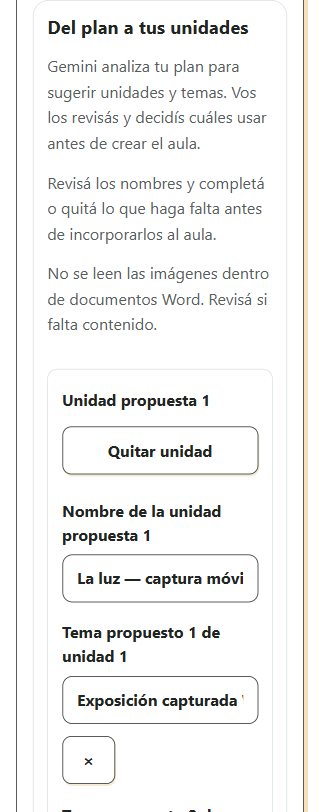 Del plan a tus unidades
Gemini analiza tu plan para
sugerir unidades y temas. Vos
los revisás y decidís cuáles usar
antes de crear el aula.
Revisá los nombres y completá
o quitá lo que haga falta antes
de incorporarlos al aula.
No se leen las imágenes dentro
de documentos Word. Revisá si
falta contenido.
Unidad propuesta 1
Quitar unidad
Nombre de la unidad
propuesta 1
La luz — captura móvi
Tema propuesto 1 de
unidad 1
Exposición capturada
×